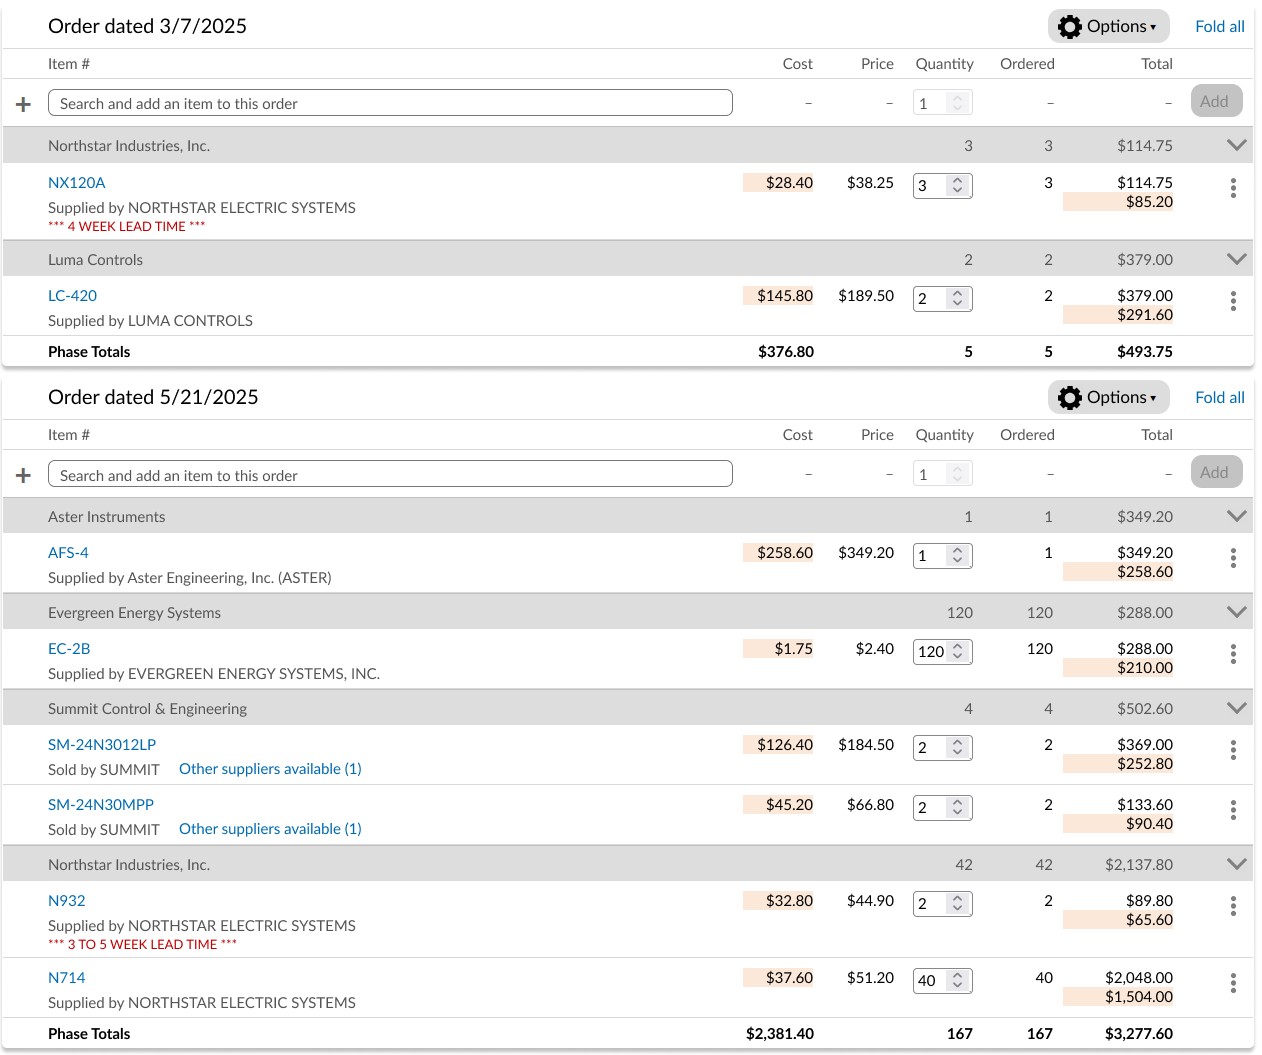 Order dated 3/7/2025 Options ▾ Fold all
Item # Cost Price Quantity Ordered Total
+ Search and add an item to this order – – 1 – – Add
Northstar Industries, Inc. 3 3 $114.75
NX120A $28.40 $38.25 3 3 $114.75
$85.20
Supplied by NORTHSTAR ELECTRIC SYSTEMS
*** 4 WEEK LEAD TIME ***
Luma Controls 2 2 $379.00
LC-420 $145.80 $189.50 2 2 $379.00
$291.60
Supplied by LUMA CONTROLS
Phase Totals $376.80 5 5 $493.75
Order dated 5/21/2025 Options ▾ Fold all
Item # Cost Price Quantity Ordered Total
+ Search and add an item to this order – – 1 – – Add
Aster Instruments 1 1 $349.20
AFS-4 $258.60 $349.20 1 1 $349.20
$258.60
Supplied by Aster Engineering, Inc. (ASTER)
Evergreen Energy Systems 120 120 $288.00
EC-2B $1.75 $2.40 120 120 $288.00
$210.00
Supplied by EVERGREEN ENERGY SYSTEMS, INC.
Summit Control & Engineering 4 4 $502.60
SM-24N3012LP $126.40 $184.50 2 2 $369.00
$252.80
Sold by SUMMIT Other suppliers available (1)
SM-24N30MPP $45.20 $66.80 2 2 $133.60
$90.40
Sold by SUMMIT Other suppliers available (1)
Northstar Industries, Inc. 42 42 $2,137.80
N932 $32.80 $44.90 2 2 $89.80
$65.60
Supplied by NORTHSTAR ELECTRIC SYSTEMS
*** 3 TO 5 WEEK LEAD TIME ***
N714 $37.60 $51.20 40 40 $2,048.00
$1,504.00
Supplied by NORTHSTAR ELECTRIC SYSTEMS
Phase Totals $2,381.40 167 167 $3,277.60